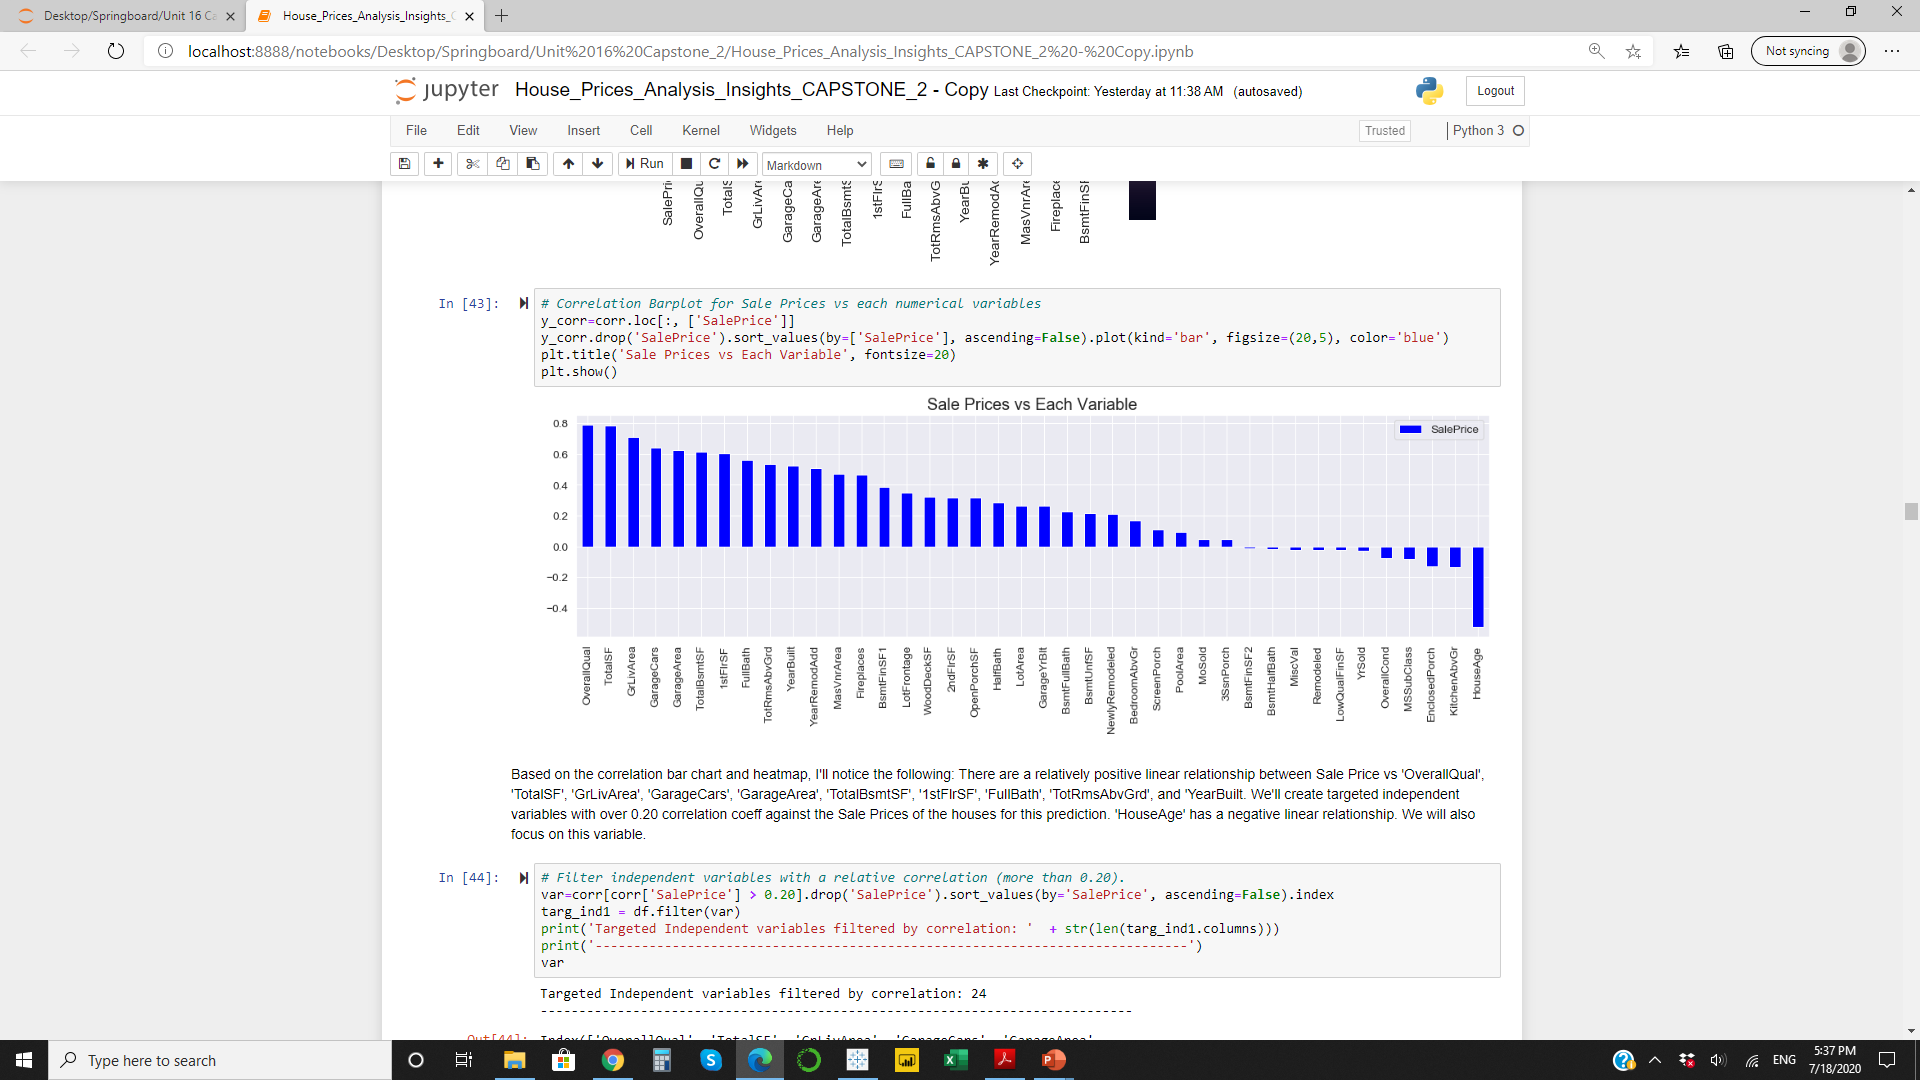 Desktop/Springboard/Unit 16 Ca
House_Prices_Analysis_Insights_C
localhost:8888/notebooks/Desktop/Springboard/Unit%2016%20Capstone_2/House_Prices_Analysis_Insights_CAPSTONE_2%20-%20Copy.ipynb
Not syncing
jupyter House_Prices_Analysis_Insights_CAPSTONE_2 - Copy Last Checkpoint: Yesterday at 11:38 AM (autosaved)
Logout
File Edit View Insert Cell Kernel Widgets Help
Trusted
Python 3
Run
Markdown
SalePri
OverallQu
TotalS
GrLivAre
GarageCa
GarageAre
TotalBsmtS
1stFlrS
FullBa
TotRmsAbvG
YearBu
YearRemodAd
MasVnrAre
Fireplac
BsmtFinSF
In [43]:
# Correlation Barplot for Sale Prices vs each numerical variables
y_corr=corr.loc[:, ['SalePrice']]
y_corr.drop('SalePrice').sort_values(by=['SalePrice'], ascending=False).plot(kind='bar', figsize=(20,5), color='blue')
plt.title('Sale Prices vs Each Variable', fontsize=20)
plt.show()
Sale Prices vs Each Variable
SalePrice
0.8
0.6
0.4
0.2
0.0
−0.2
−0.4
OverallQual
TotalSF
GrLivArea
GarageCars
GarageArea
TotalBsmtSF
1stFlrSF
FullBath
TotRmsAbvGrd
YearBuilt
YearRemodAdd
MasVnrArea
Fireplaces
BsmtFinSF1
LotFrontage
WoodDeckSF
2ndFlrSF
OpenPorchSF
HalfBath
LotArea
GarageYrBlt
BsmtFullBath
BsmtUnfSF
NewlyRemodeled
BedroomAbvGr
ScreenPorch
PoolArea
MoSold
3SsnPorch
BsmtFinSF2
BsmtHalfBath
MiscVal
Remodeled
LowQualFinSF
YrSold
OverallCond
MSSubClass
EnclosedPorch
KitchenAbvGr
HouseAge
Based on the correlation bar chart and heatmap, I'll notice the following: There are a relatively positive linear relationship between Sale Price vs 'OverallQual',
'TotalSF', 'GrLivArea', 'GarageCars', 'GarageArea', 'TotalBsmtSF', '1stFlrSF', 'FullBath', 'TotRmsAbvGrd', and 'YearBuilt. We'll create targeted independent
variables with over 0.20 correlation coeff against the Sale Prices of the houses for this prediction. 'HouseAge' has a negative linear relationship. We will also
focus on this variable.
In [44]:
# Filter independent variables with a relative correlation (more than 0.20).
var=corr[corr['SalePrice'] > 0.20].drop('SalePrice').sort_values(by='SalePrice', ascending=False).index
targ_ind1 = df.filter(var)
print('Targeted Independent variables filtered by correlation: '  + str(len(targ_ind1.columns)))
print('-----------------------------------------------------------------------------')
var
Targeted Independent variables filtered by correlation: 24
-----------------------------------------------------------------------------
Out[44]: Index(['OverallQual', 'TotalSF', 'GrLivArea', 'GarageCars', 'GarageArea',
Type here to search
ENG
5:37 PM
7/18/2020